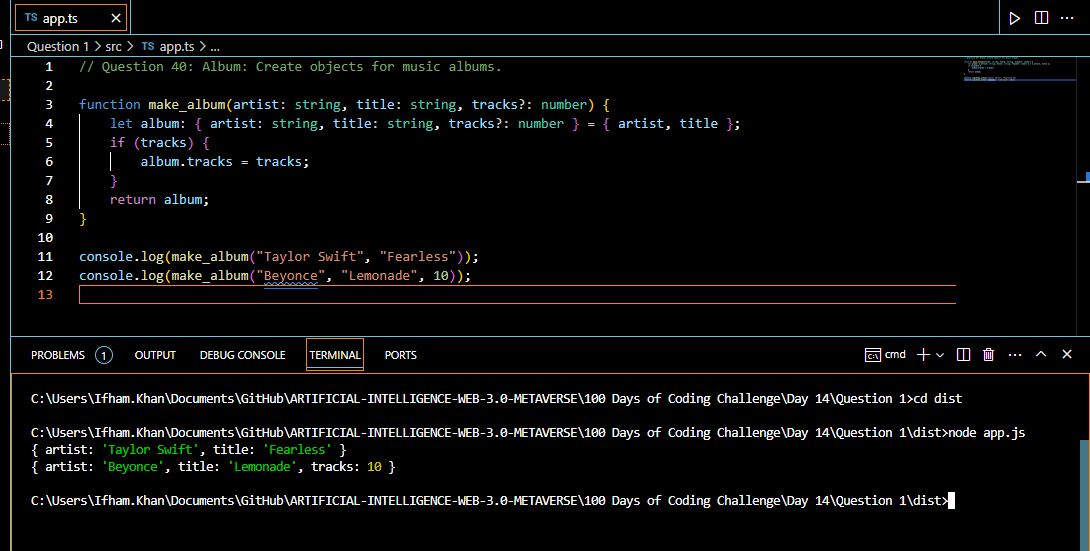 TS app.ts
Question 1 > src > TS app.ts > ...
1 // Question 40: Album: Create objects for music albums.
2
3 function make_album(artist: string, title: string, tracks?: number) {
4 let album: { artist: string, title: string, tracks?: number } = { artist, title };
5 if (tracks) {
6 album.tracks = tracks;
7 }
8 return album;
9 }
10
11 console.log(make_album("Taylor Swift", "Fearless"));
12 console.log(make_album("Beyonce", "Lemonade", 10));
13
PROBLEMS 1 OUTPUT DEBUG CONSOLE TERMINAL PORTS cmd
C:\Users\Ifham.Khan\Documents\GitHub\ARTIFICIAL-INTELLIGENCE-WEB-3.0-METAVERSE\100 Days of Coding Challenge\Day 14\Question 1>cd dist
C:\Users\Ifham.Khan\Documents\GitHub\ARTIFICIAL-INTELLIGENCE-WEB-3.0-METAVERSE\100 Days of Coding Challenge\Day 14\Question 1\dist>node app.js
{ artist: 'Taylor Swift', title: 'Fearless' }
{ artist: 'Beyonce', title: 'Lemonade', tracks: 10 }
C:\Users\Ifham.Khan\Documents\GitHub\ARTIFICIAL-INTELLIGENCE-WEB-3.0-METAVERSE\100 Days of Coding Challenge\Day 14\Question 1\dist>